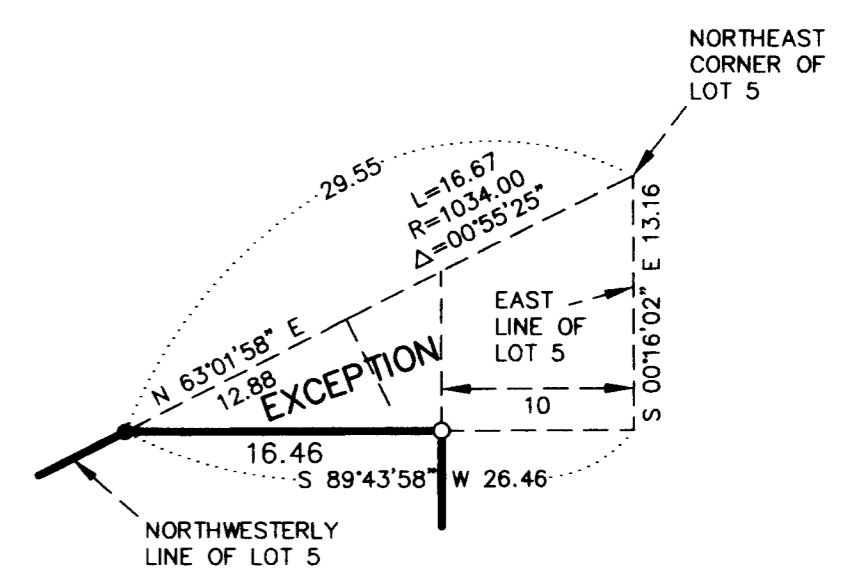 NORTHEAST
CORNER OF
LOT 5
29.55
L=16.67
R=1034.00
△=00°55'25"
S 00°16'02" E 13.16
EAST
LINE OF
LOT 5
N 63°01'58" E
12.88
EXCEPTION
10
16.46
S 89°43'58" W 26.46
NORTHWESTERLY
LINE OF LOT 5